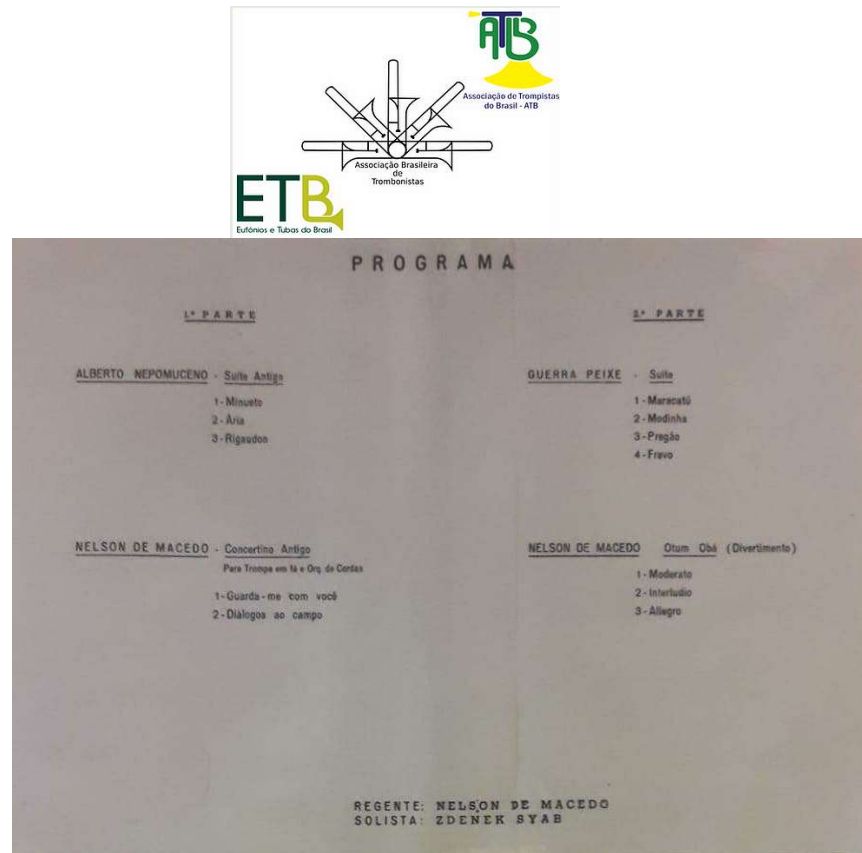 ATB
Associação de Trompistas
do Brasil - ATB
Associação Brasileira
de
Trombonistas
ETB
Eufônios e Tubas do Brasil
PROGRAMA
1ª PARTE
ALBERTO NEPOMUCENO - Suite Antiga
1 - Minueto
2 - Ária
3 - Rigaudon
NELSON DE MACEDO - Concertino Antigo
Para Trompa em fá e Orq. de Cordas
1 - Guarda-me com você
2 - Diálogos ao campo
2ª PARTE
GUERRA PEIXE - Suite
1 - Maracatú
2 - Modinha
3 - Pregão
4 - Frevo
NELSON DE MACEDO Otum Obá (Divertimento)
1 - Moderato
2 - Interludio
3 - Allegro
REGENTE: NELSON DE MACEDO
SOLISTA: ZDENEK SYAB